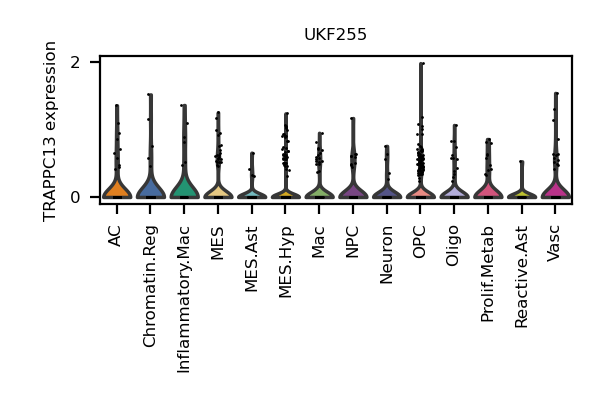 UKF255
TRAPPC13 expression
2
0
AC
Chromatin.Reg
Inflammatory.Mac
MES
MES.Ast
MES.Hyp
Mac
NPC
Neuron
OPC
Oligo
Prolif.Metab
Reactive.Ast
Vasc